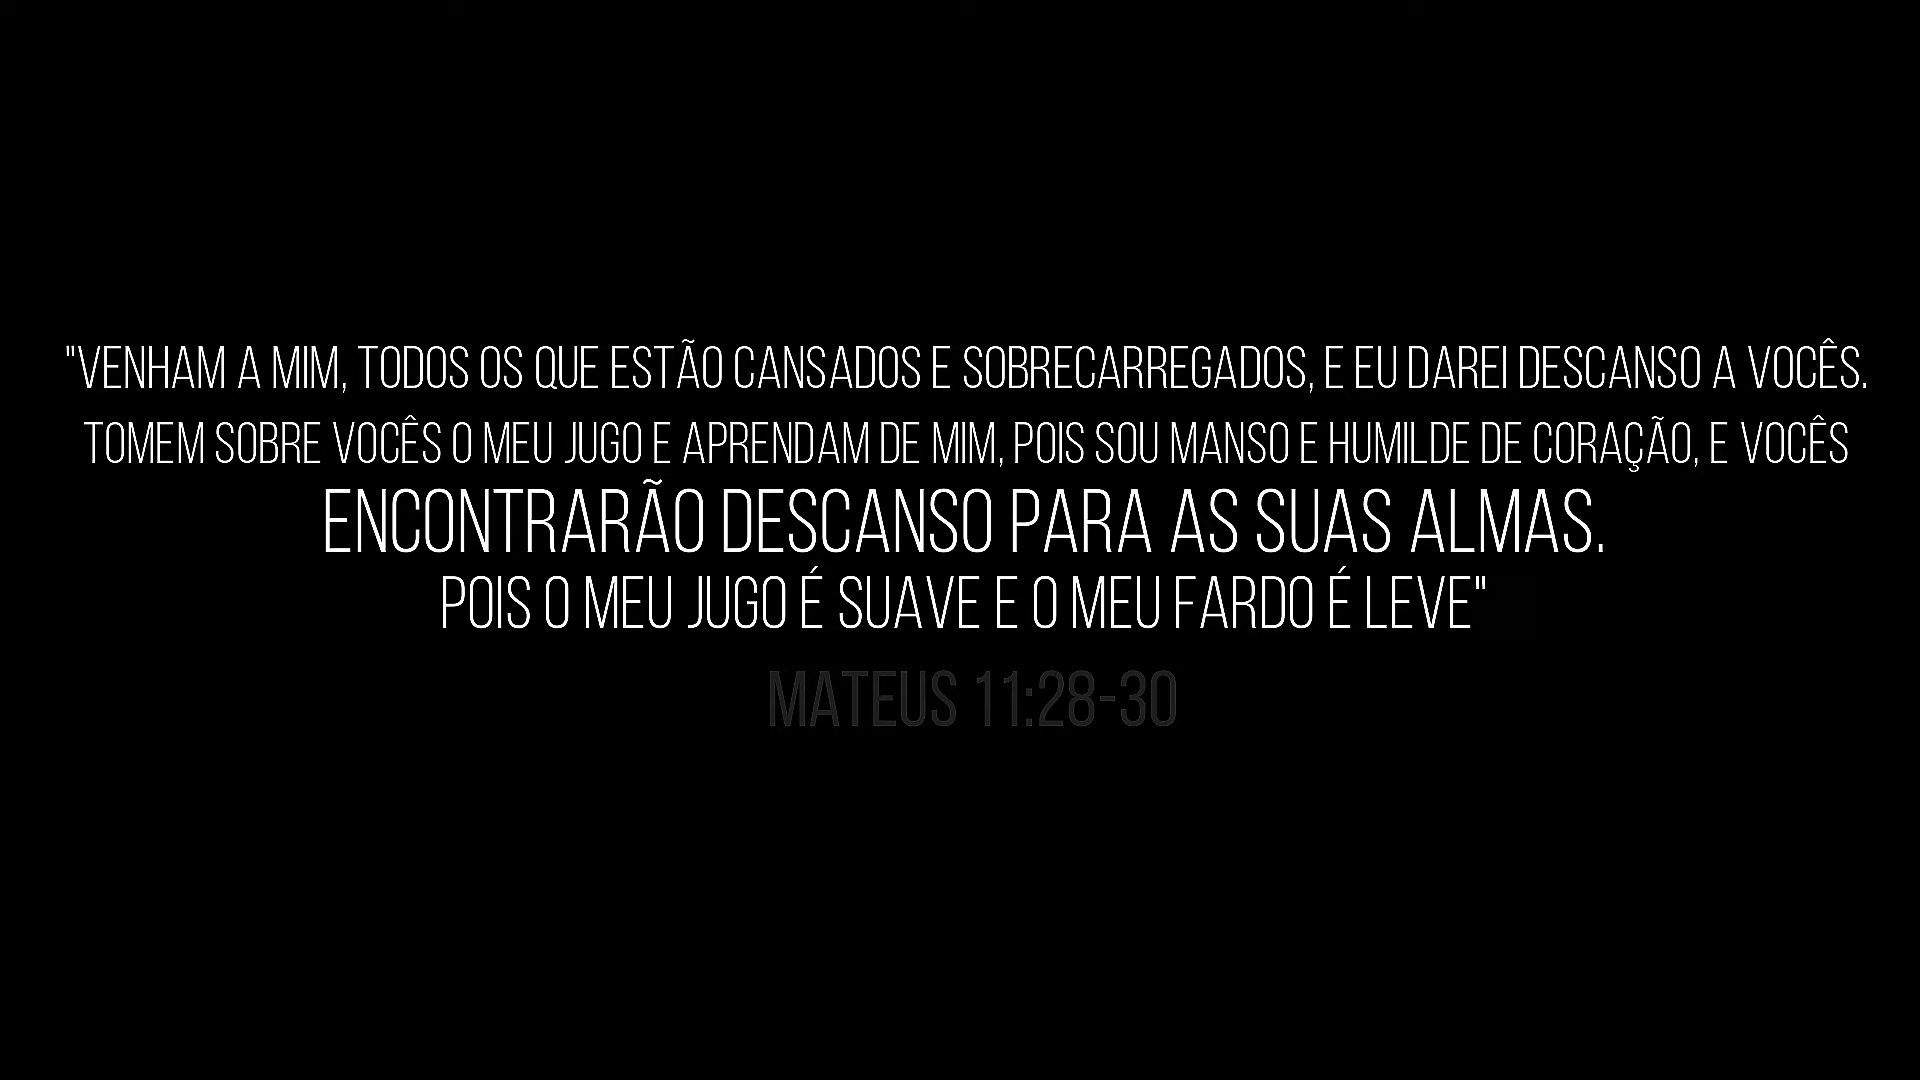 "VENHAM A MIM, TODOS OS QUE ESTÃO CANSADOS E SOBRECARREGADOS, E EU DAREI DESCANSO A VOCÊS.
TOMEM SOBRE VOCÊS O MEU JUGO E APRENDAM DE MIM, POIS SOU MANSO E HUMILDE DE CORAÇÃO, E VOCÊS
ENCONTRARÃO DESCANSO PARA AS SUAS ALMAS.
POIS O MEU JUGO É SUAVE E O MEU FARDO É LEVE"
MATEUS 11:28-30